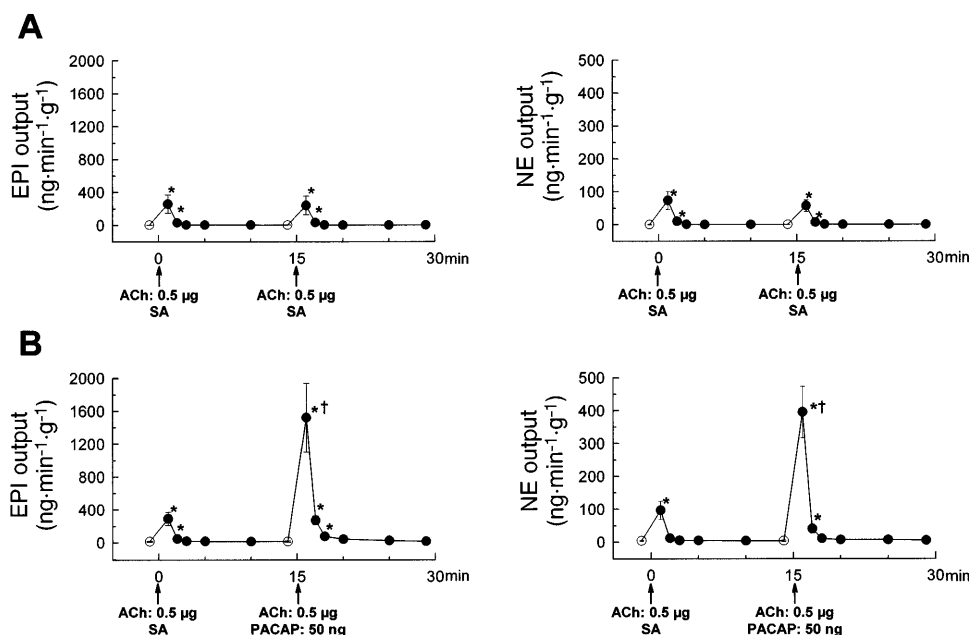 A
EPI output
(ng·min-1·g-1)
2000
1600
1200
800
400
0
*
*
*
*
0
15
30min
ACh: 0.5 µg
SA
ACh: 0.5 µg
SA
NE output
(ng·min-1·g-1)
500
400
300
200
100
0
*
*
*
*
0
15
30min
ACh: 0.5 µg
SA
ACh: 0.5 µg
SA
B
EPI output
(ng·min-1·g-1)
2000
1600
1200
800
400
0
*
*
*†
*
*
0
15
30min
ACh: 0.5 µg
SA
ACh: 0.5 µg
PACAP: 50 ng
NE output
(ng·min-1·g-1)
500
400
300
200
100
0
*
*†
*
0
15
30min
ACh: 0.5 µg
SA
ACh: 0.5 µg
PACAP: 50 ng